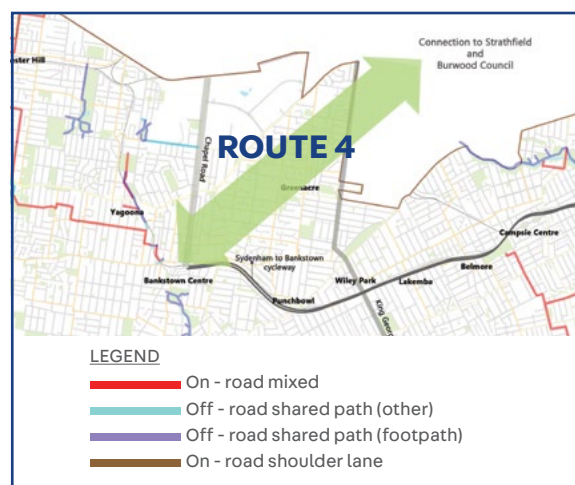 Connection to Strathfield
and
Burwood Council
Hill
ROUTE 4
Chapel Road
Greenacre
Yagoona
Sydenham to Bankstown
cycleway
Bankstown Centre
Punchbowl
Wiley Park
Lakemba
Belmore
Campsie Centre
King Georg
LEGEND
On - road mixed
Off - road shared path (other)
Off - road shared path (footpath)
On - road shoulder lane